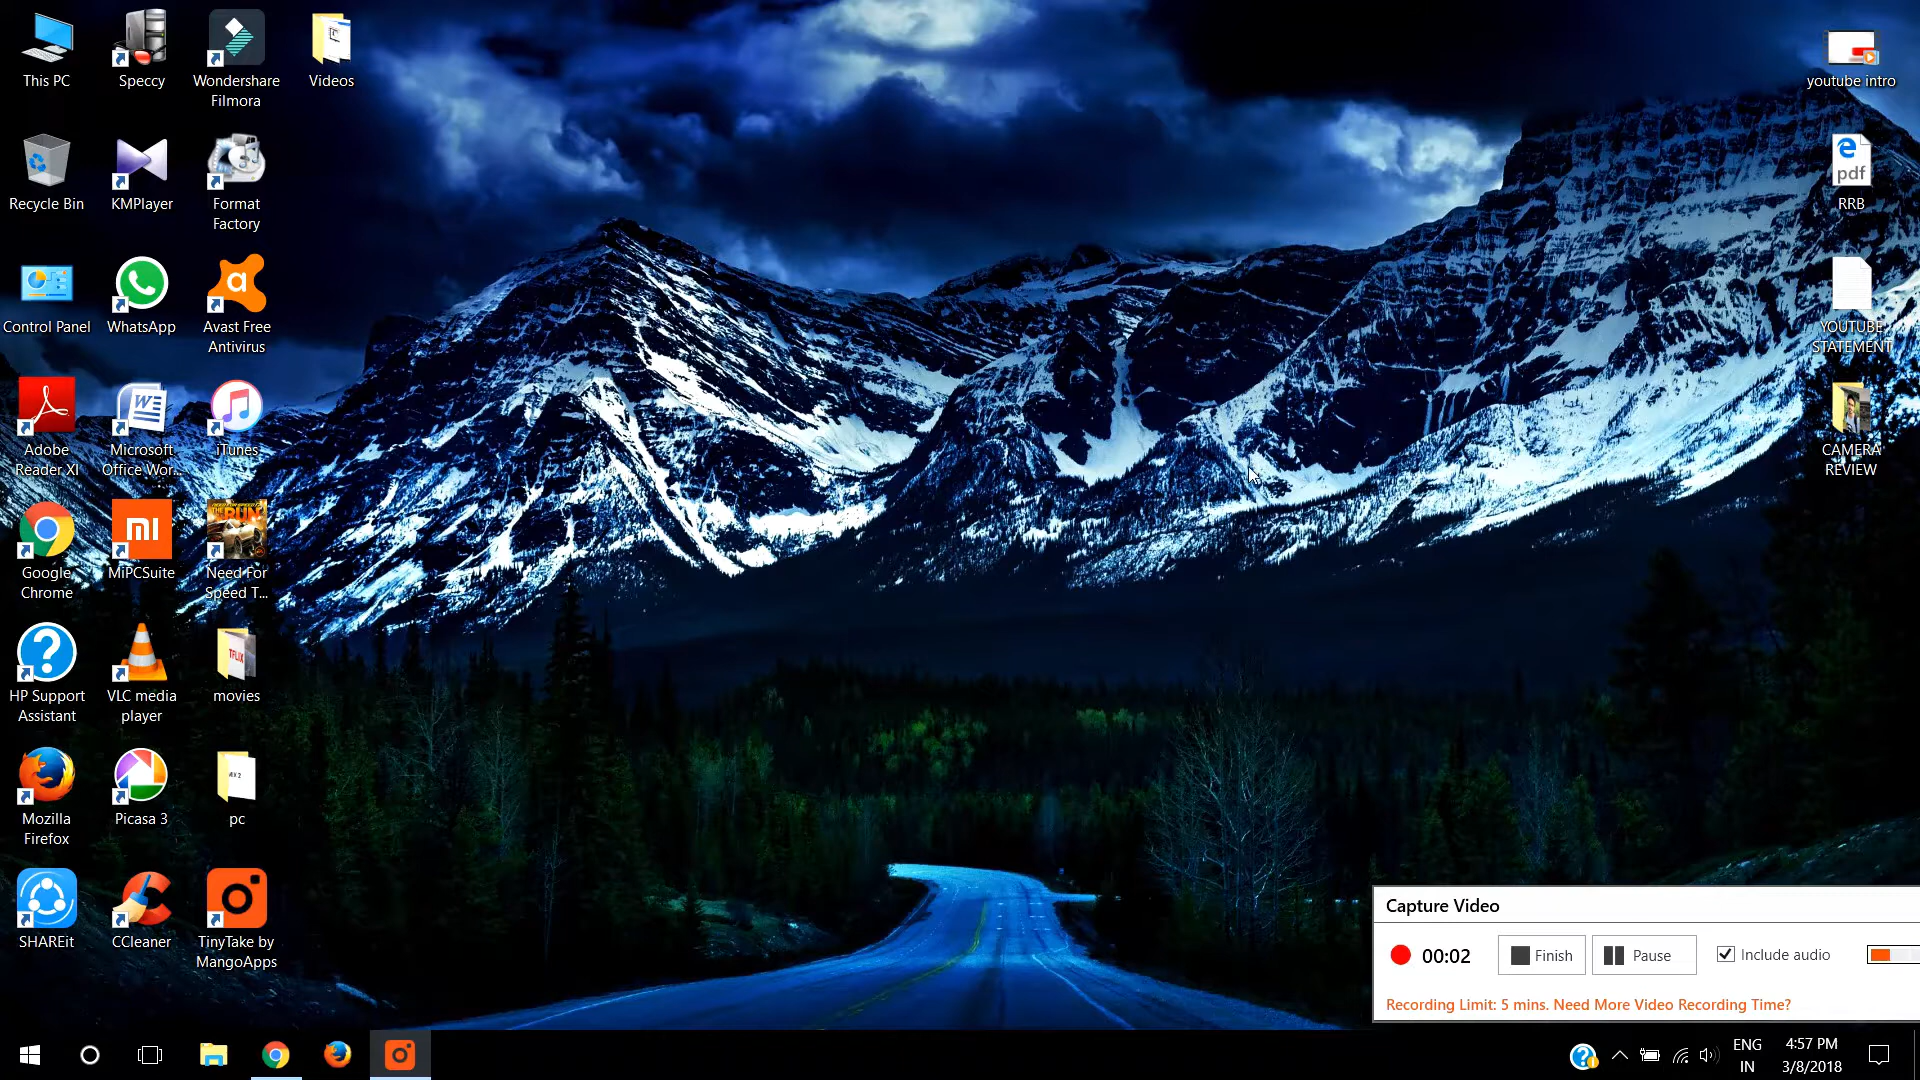 This PC
Speccy
Wondershare
Filmora
Videos
youtube intro
Recycle Bin
KMPlayer
Format
Factory
pdf
RRB
Control Panel
WhatsApp
Avast Free
Antivirus
YOUTUBE
STATEMENT
Adobe
Reader XI
Microsoft
Office Wor...
iTunes
CAMERA
REVIEW
Google
Chrome
MiPCSuite
THE RUN
Need For
Speed T...
HP Support
Assistant
VLC media
player
movies
Mozilla
Firefox
Picasa 3
pc
SHAREit
CCleaner
TinyTake by
MangoApps
Capture Video
00:02
Finish
Pause
Include audio
Recording Limit: 5 mins. Need More Video Recording Time?
ENG
IN
4:57 PM
3/8/2018